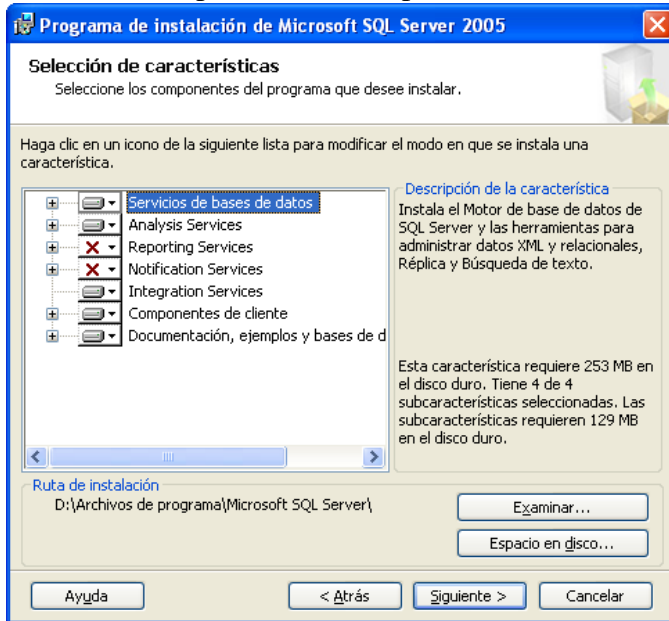 Programa de instalación de Microsoft SQL Server 2005
Selección de características
Seleccione los componentes del programa que desee instalar.
Haga clic en un icono de la siguiente lista para modificar el modo en que se instala una
característica.
Servicios de bases de datos
Analysis Services
Reporting Services
Notification Services
Integration Services
Componentes de cliente
Documentación, ejemplos y bases de d
Descripción de la característica
Instala el Motor de base de datos de
SQL Server y las herramientas para
administrar datos XML y relacionales,
Réplica y Búsqueda de texto.
Esta característica requiere 253 MB en
el disco duro. Tiene 4 de 4
subcaracterísticas seleccionadas. Las
subcaracterísticas requieren 129 MB
en el disco duro.
Ruta de instalación
D:\Archivos de programa\Microsoft SQL Server\
Examinar...
Espacio en disco...
Ayuda
< Atrás
Siguiente >
Cancelar